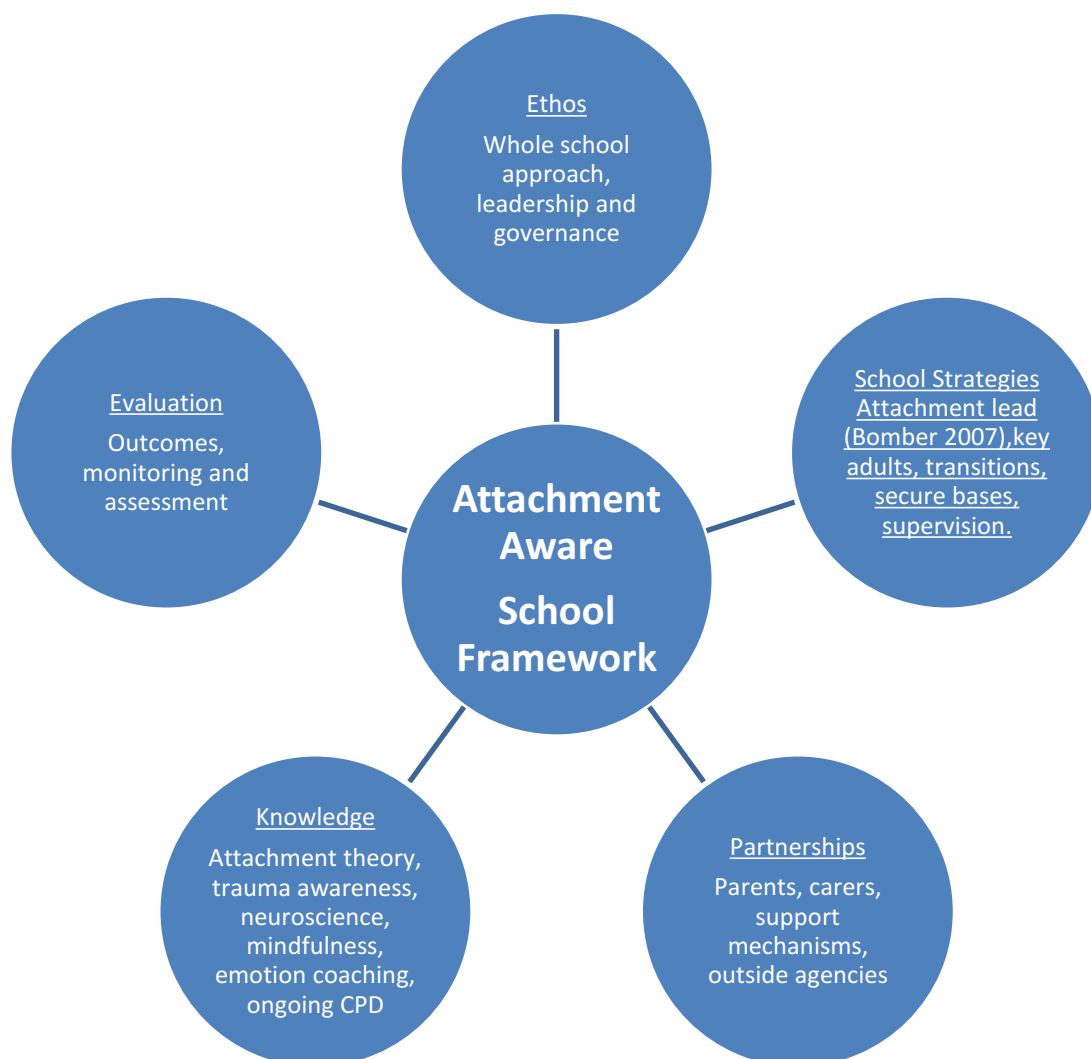 Ethos
Whole school
approach,
leadership and
governance
School Strategies
Attachment lead
(Bomber 2007),key
adults, transitions,
secure bases,
supervision.
Evaluation
Outcomes,
monitoring and
assessment
Attachment
Aware
School
Framework
Knowledge
Attachment theory,
trauma awareness,
neuroscience,
mindfulness,
emotion coaching,
ongoing CPD
Partnerships
Parents, carers,
support
mechanisms,
outside agencies